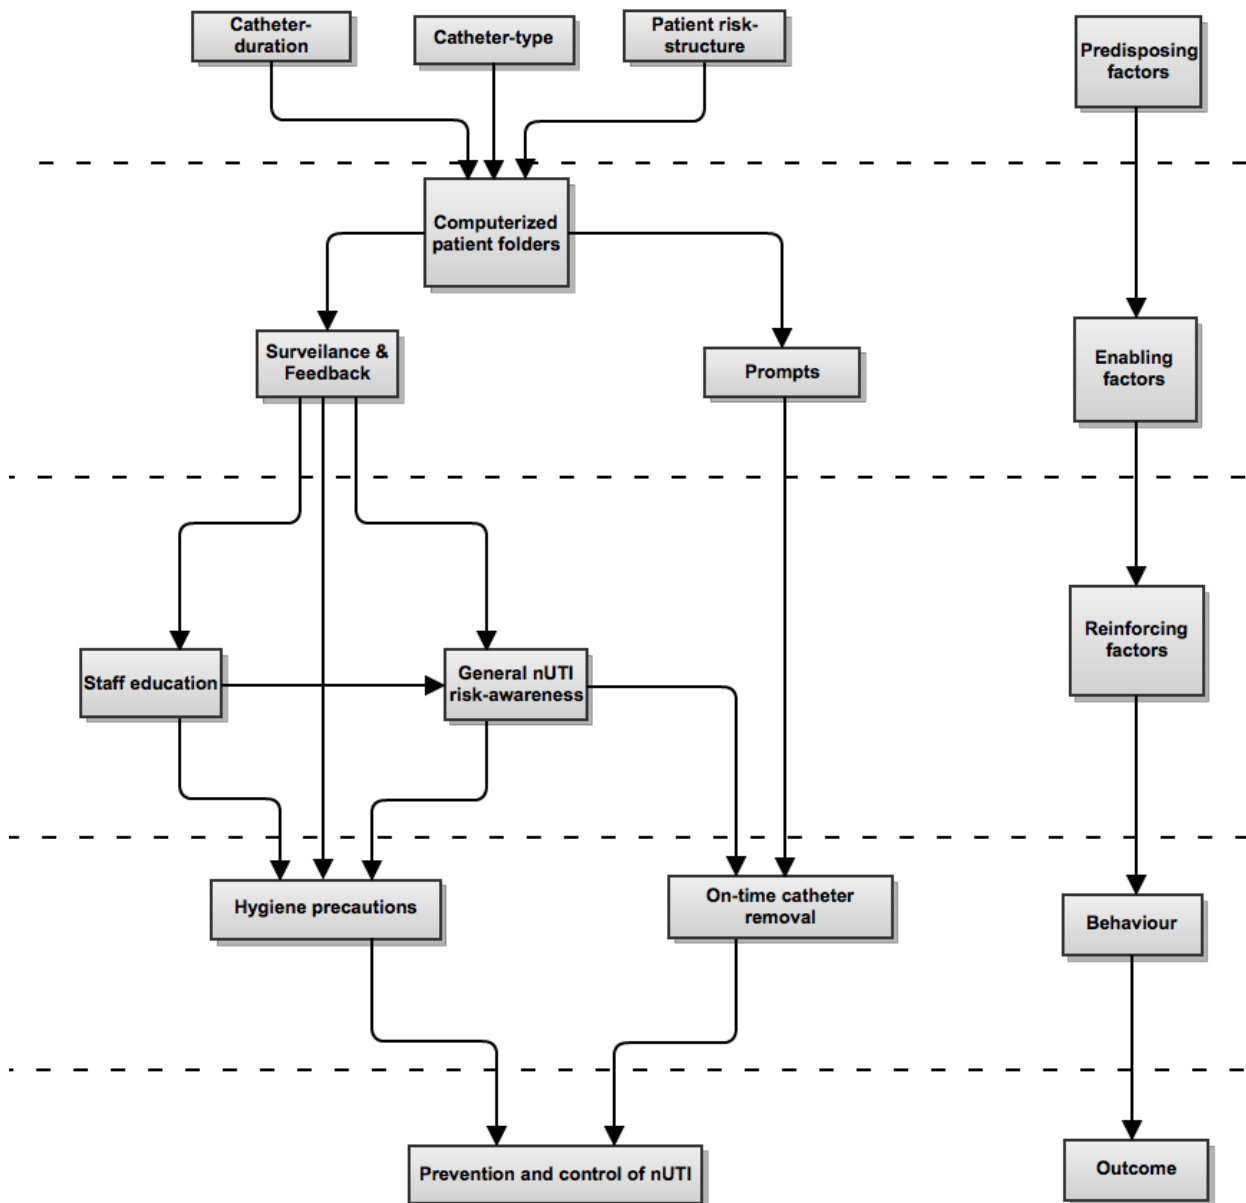 Catheter-
duration
Catheter-type
Patient risk-
structure
Predisposing
factors
Computerized
patient folders
Surveilance &
Feedback
Prompts
Enabling
factors
Staff education
General nUTI
risk-awareness
Reinforcing
factors
Hygiene precautions
On-time catheter
removal
Behaviour
Prevention and control of nUTI
Outcome